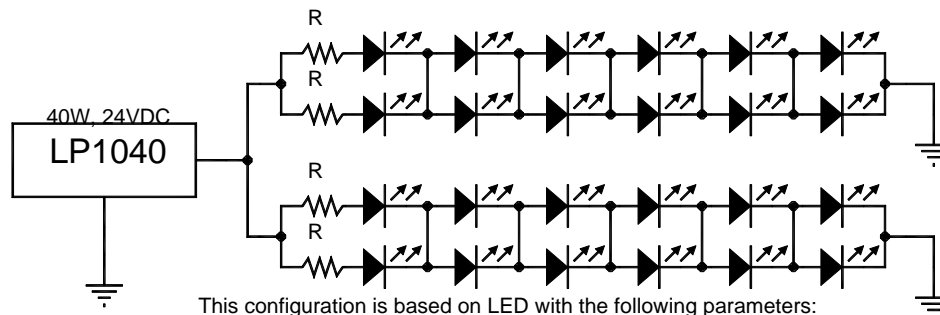 R
R
40W, 24VDC
LP1040
R
R
This configuration is based on LED with the following parameters: